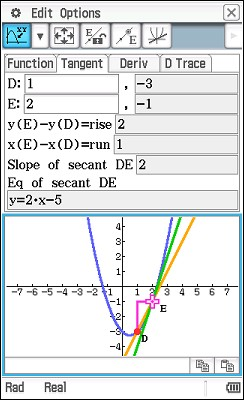 Edit Options
XY
Function Tangent Deriv D Trace
D: 1 , -3
E: 2 , -1
y(E)-y(D)=rise 2
x(E)-x(D)=run 1
Slope of secant DE 2
Eq of secant DE
y=2·x-5
4
3
2
1
-7 -6 -5 -4 -3 -2 -1 0 1 2 3 4 5 6 7
-1
-2
-3
-4
E
D
Rad Real